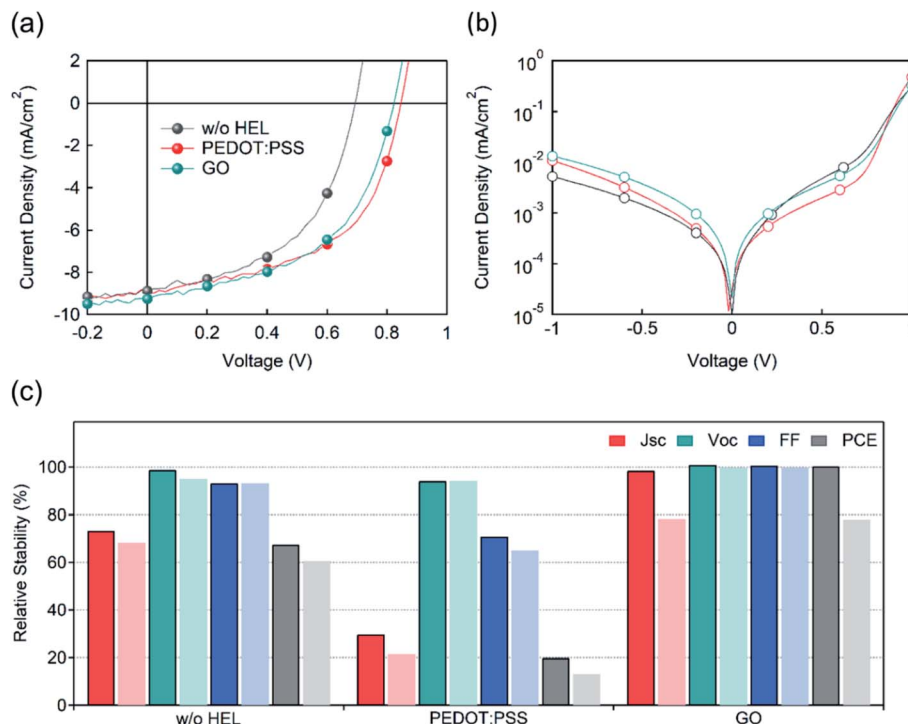 (a)
2
0
-2
-4
-6
-8
-10
-0.2 0 0.2 0.4 0.6 0.8 1
Current Density (mA/cm²)
Voltage (V)
w/o HEL
PEDOT:PSS
GO
(b)
10⁰
10⁻¹
10⁻²
10⁻³
10⁻⁴
10⁻⁵
-1 -0.5 0 0.5
Current Density (mA/cm²)
Voltage (V)
(c)
Jsc Voc FF PCE
100
80
60
40
20
0
Relative Stability (%)
w/o HEL PEDOT:PSS GO